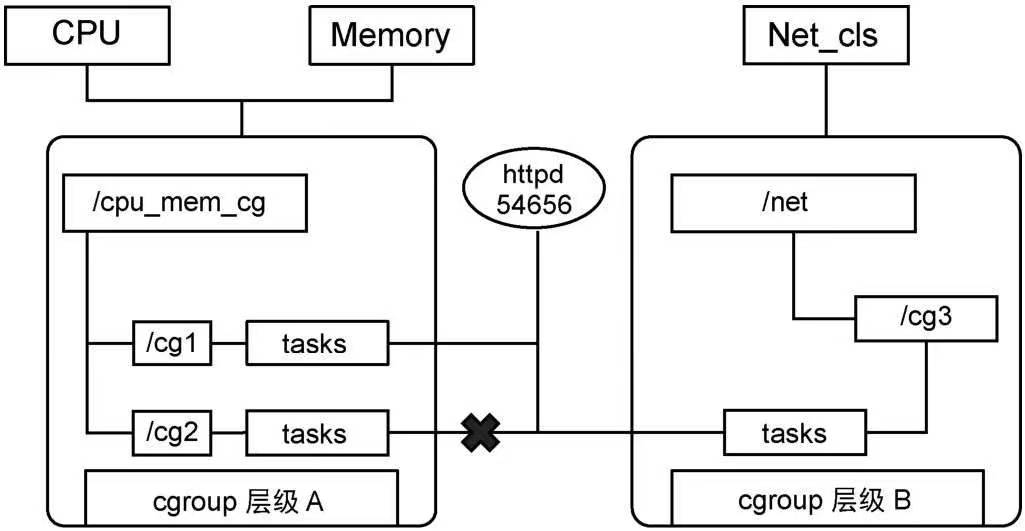 CPU
Memory
Net_cls
/cpu_mem_cg
httpd
54656
/net
/cg3
/cg1
tasks
/cg2
tasks
tasks
cgroup 层级 A
cgroup 层级 B